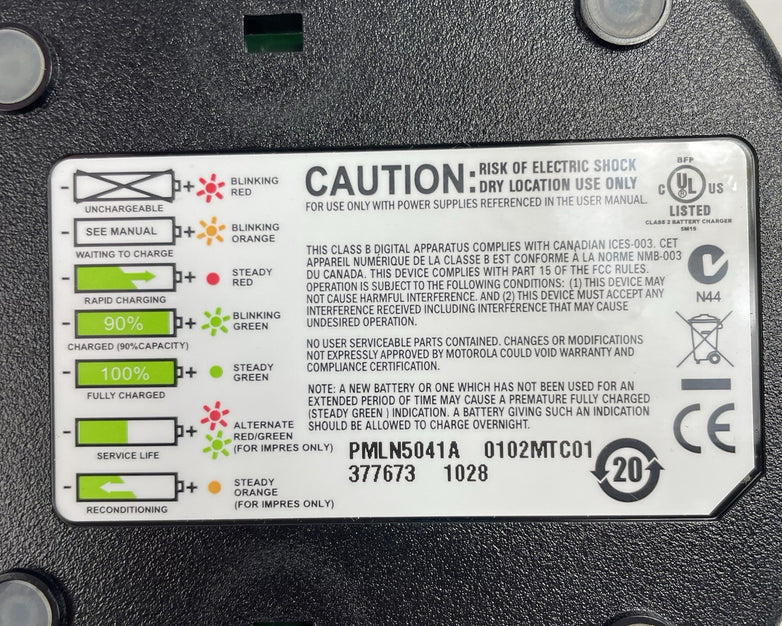 UNCHARGEABLE
BLINKING
RED
SEE MANUAL
WAITING TO CHARGE
BLINKING
ORANGE
RAPID CHARGING
STEADY
RED
90%
CHARGED (90%CAPACITY)
BLINKING
GREEN
100%
FULLY CHARGED
STEADY
GREEN
SERVICE LIFE
ALTERNATE
RED/GREEN
(FOR IMPRES ONLY)
RECONDITIONING
STEADY
ORANGE
(FOR IMPRES ONLY)
CAUTION: RISK OF ELECTRIC SHOCK
DRY LOCATION USE ONLY
FOR USE ONLY WITH POWER SUPPLIES REFERENCED IN THE USER MANUAL.
THIS CLASS B DIGITAL APPARATUS COMPLIES WITH CANADIAN ICES-003. CET
APPAREIL NUMÉRIQUE DE LA CLASSE B EST CONFORME A LA NORME NMB-003
DU CANADA. THIS DEVICE COMPLIES WITH PART 15 OF THE FCC RULES.
OPERATION IS SUBJECT TO THE FOLLOWING CONDITIONS: (1) THIS DEVICE MAY
NOT CAUSE HARMFUL INTERFERENCE. AND (2) THIS DEVICE MUST ACCEPT ANY
INTERFERENCE RECEIVED INCLUDING INTERFERENCE THAT MAY CAUSE
UNDESIRED OPERATION.
NO USER SERVICEABLE PARTS CONTAINED. CHANGES OR MODIFICATIONS
NOT EXPRESSLY APPROVED BY MOTOROLA COULD VOID WARRANTY AND
COMPLIANCE CERTIFICATION.
NOTE: A NEW BATTERY OR ONE WHICH HAS NOT BEEN USED FOR AN
EXTENDED PERIOD OF TIME MAY CAUSE A PREMATURE FULLY CHARGED
(STEADY GREEN ) INDICATION. A BATTERY GIVING SUCH AN INDICATION
SHOULD BE ALLOWED TO CHARGE OVERNIGHT.
PMLN5041A 0102MTC01
377673 1028
BFP
C UL US
LISTED
CLASS 2 BATTERY CHARGER
5M15
N44
CE
20